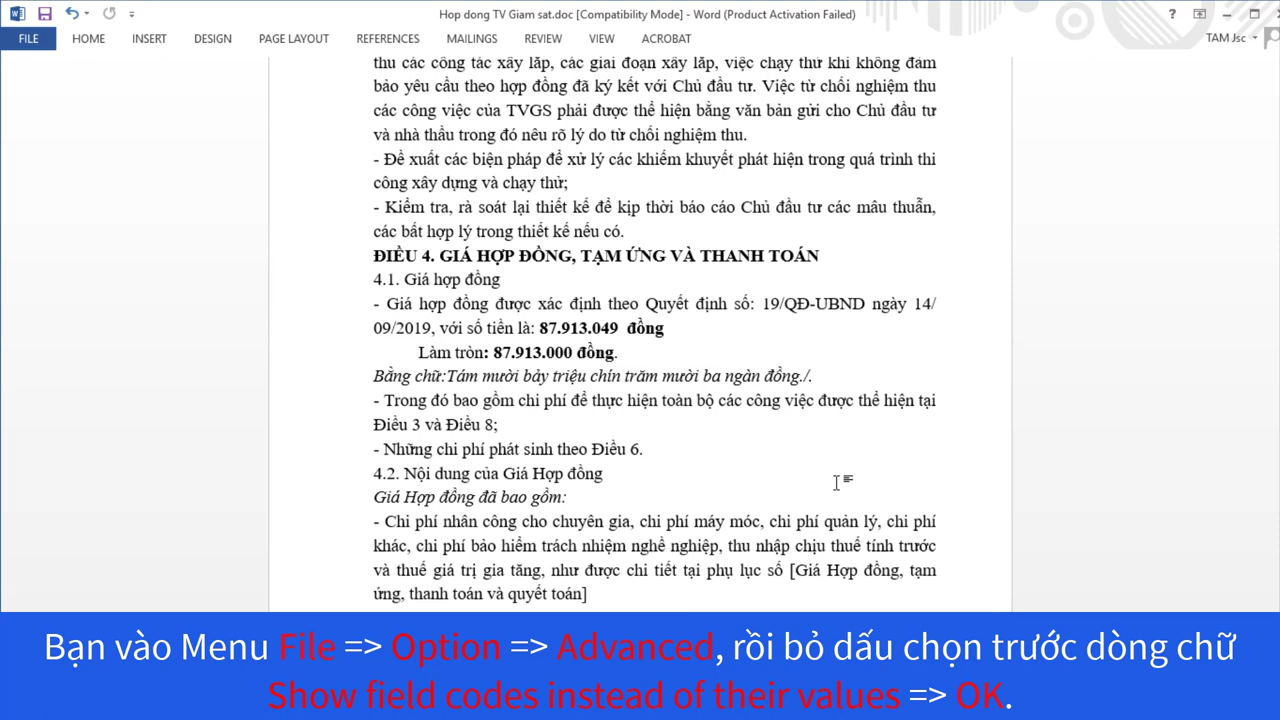 Hop dong TV Giam sat.doc [Compatibility Mode] - Word (Product Activation Failed)
FILE HOME INSERT DESIGN PAGE LAYOUT REFERENCES MAILINGS REVIEW VIEW ACROBAT TAM Jsc
thu các công tác xây lắp, các giai đoạn xây lắp, việc chạy thử khi không đảm
bảo yêu cầu theo hợp đồng đã ký kết với Chủ đầu tư. Việc từ chối nghiệm thu
các công việc của TVGS phải được thể hiện bằng văn bản gửi cho Chủ đầu tư
và nhà thầu trong đó nêu rõ lý do từ chối nghiệm thu.
- Đề xuất các biện pháp để xử lý các khiếm khuyết phát hiện trong quá trình thi
công xây dựng và chạy thử;
- Kiểm tra, rà soát lại thiết kế để kịp thời báo cáo Chủ đầu tư các mâu thuẫn,
các bất hợp lý trong thiết kế nếu có.
ĐIỀU 4. GIÁ HỢP ĐỒNG, TẠM ỨNG VÀ THANH TOÁN
4.1. Giá hợp đồng
- Giá hợp đồng được xác định theo Quyết định số: 19/QĐ-UBND ngày 14/
09/2019, với số tiền là: 87.913.049 đồng
Làm tròn: 87.913.000 đồng.
Bằng chữ:Tám mười bảy triệu chín trăm mười ba ngàn đồng./.
- Trong đó bao gồm chi phí để thực hiện toàn bộ các công việc được thể hiện tại
Điều 3 và Điều 8;
- Những chi phí phát sinh theo Điều 6.
4.2. Nội dung của Giá Hợp đồng
Giá Hợp đồng đã bao gồm:
- Chi phí nhân công cho chuyên gia, chi phí máy móc, chi phí quản lý, chi phí
khác, chi phí bảo hiểm trách nhiệm nghề nghiệp, thu nhập chịu thuế tính trước
và thuế giá trị gia tăng, như được chi tiết tại phụ lục số [Giá Hợp đồng, tạm
ứng, thanh toán và quyết toán]
Bạn vào Menu File => Option => Advanced, rồi bỏ dấu chọn trước dòng chữ
Show field codes instead of their values => OK.